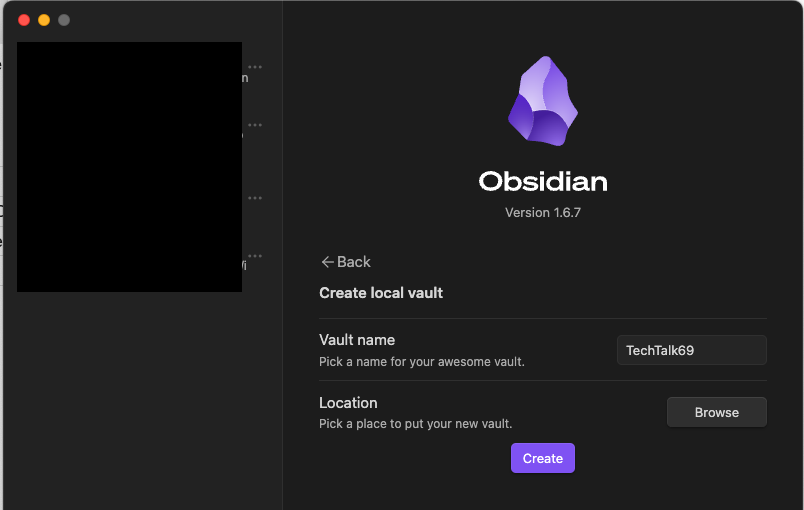 Obsidian
Version 1.6.7
←Back
Create local vault
Vault name
Pick a name for your awesome vault.
TechTalk69
Location
Pick a place to put your new vault.
Browse
Create